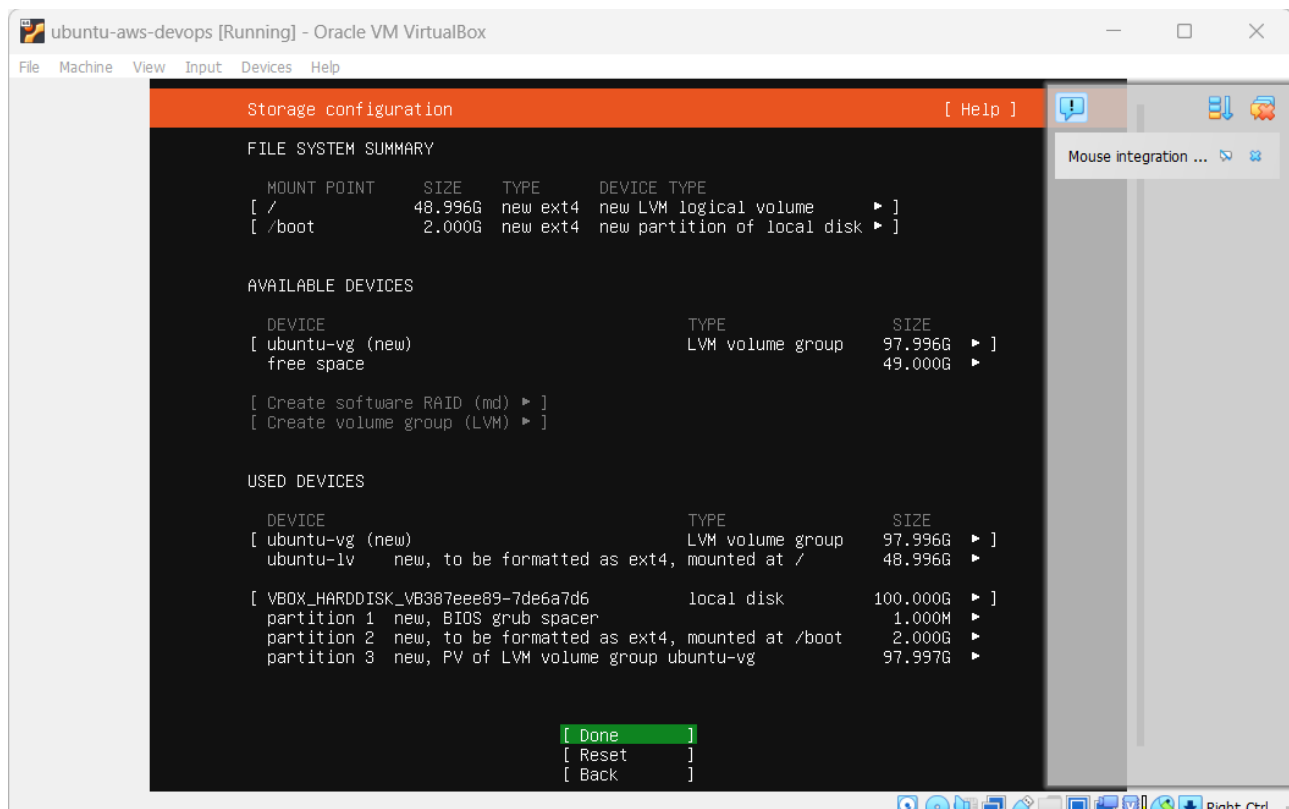 ubuntu-aws-devops [Running] - Oracle VM VirtualBox
File Machine View Input Devices Help
Storage configuration [ Help ]
Mouse integration ...
FILE SYSTEM SUMMARY
MOUNT POINT SIZE TYPE DEVICE TYPE
[ / 48.996G new ext4 new LVM logical volume ▸ ]
[ /boot 2.000G new ext4 new partition of local disk ▸ ]
AVAILABLE DEVICES
DEVICE TYPE SIZE
[ ubuntu-vg (new) LVM volume group 97.996G ▸ ]
free space 49.000G ▸
[ Create software RAID (md) ▸ ]
[ Create volume group (LVM) ▸ ]
USED DEVICES
DEVICE TYPE SIZE
[ ubuntu-vg (new) LVM volume group 97.996G ▸ ]
ubuntu-lv new, to be formatted as ext4, mounted at / 48.996G ▸
[ VBOX_HARDDISK_VB387eee89-7de6a7d6 local disk 100.000G ▸ ]
partition 1 new, BIOS grub spacer 1.000M ▸
partition 2 new, to be formatted as ext4, mounted at /boot 2.000G ▸
partition 3 new, PV of LVM volume group ubuntu-vg 97.997G ▸
[ Done ]
[ Reset ]
[ Back ]
Right Ctrl